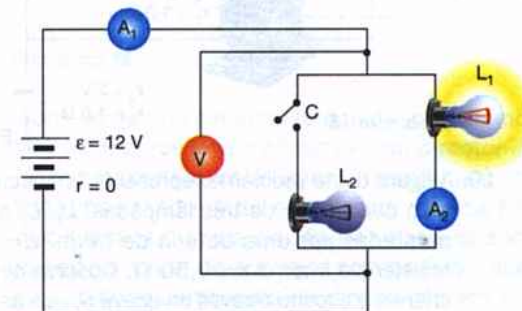 A₁
L₁
C
ε = 12 V
r = 0
V
L₂
A₂